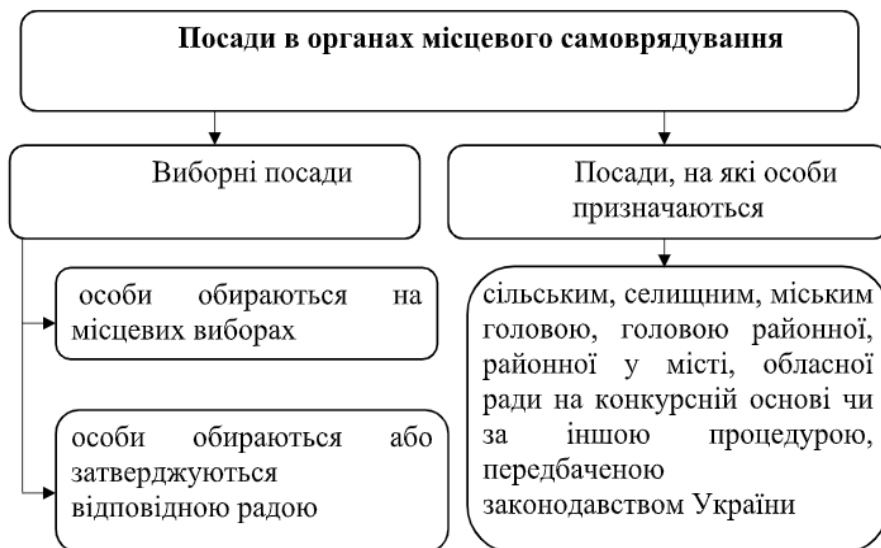 Посади в органах місцевого самоврядування
Виборні посади
Посади, на які особи
призначаються
особи обираються на
місцевих виборах
особи обираються або
затверджуються
відповідною радою
сільським, селищним, міським
головою, головою районної,
районної у місті, обласної
ради на конкурсній основі чи
за іншою процедурою,
передбаченою
законодавством України